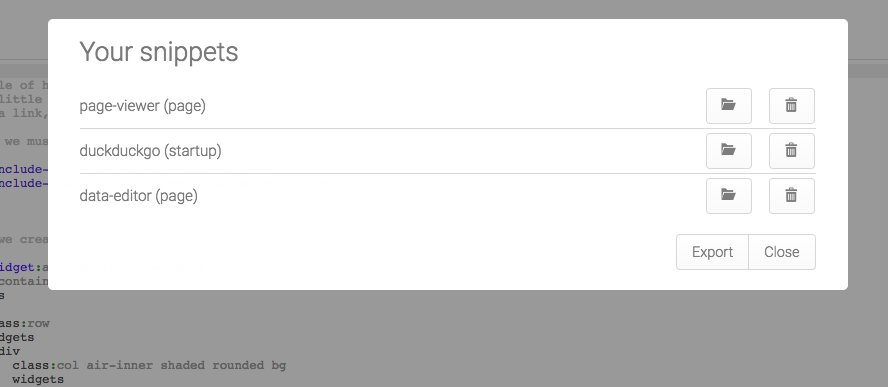 Your snippets
page-viewer (page)
duckduckgo (startup)
data-editor (page)
Export Close
le of h
little
a link,
we mus
nclude-
nclude-
we crea
idget:a
contain
s
ass:row
dgets
div
class:col air-inner shaded rounded bg
widgets